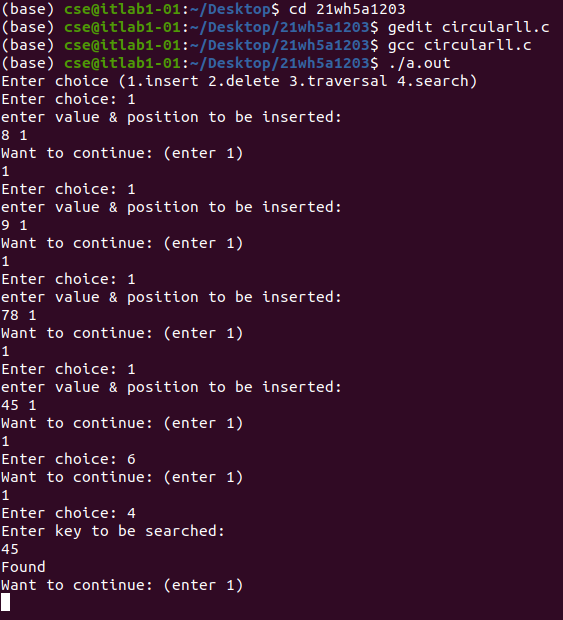 (base) cse@itlab1-01:~/Desktop$ cd 21wh5a1203
(base) cse@itlab1-01:~/Desktop/21wh5a1203$ gedit circularll.c
(base) cse@itlab1-01:~/Desktop/21wh5a1203$ gcc circularll.c
(base) cse@itlab1-01:~/Desktop/21wh5a1203$ ./a.out
Enter choice (1.insert 2.delete 3.traversal 4.search)
Enter choice: 1
enter value & position to be inserted:
8 1
Want to continue: (enter 1)
1
Enter choice: 1
enter value & position to be inserted:
9 1
Want to continue: (enter 1)
1
Enter choice: 1
enter value & position to be inserted:
78 1
Want to continue: (enter 1)
1
Enter choice: 1
enter value & position to be inserted:
45 1
Want to continue: (enter 1)
1
Enter choice: 6
Want to continue: (enter 1)
1
Enter choice: 4
Enter key to be searched:
45
Found
Want to continue: (enter 1)